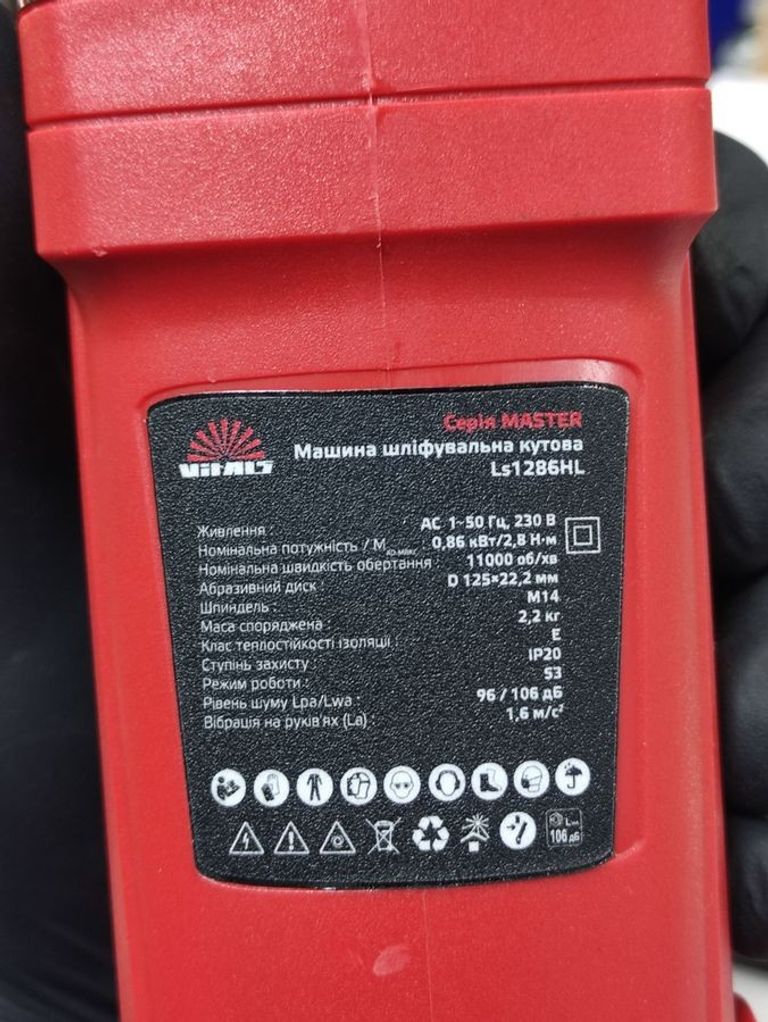 Серія MASTER
Vitals
Машина шліфувальна кутова
Ls1286HL
Живлення : AC 1~50 Гц, 230 В
Номінальна потужність / Mко-макс : 0,86 кВт/2,8 Н·м
Номінальна швидкість обертання : 11000 об/хв
Абразивний диск : D 125×22,2 мм
Шпиндель : M14
Маса споряджена : 2,2 кг
Клас теплостійкості ізоляції : E
Ступінь захисту : IP20
Режим роботи : S3
Рівень шуму Lpa/Lwa : 96 / 106 дБ
Вібрація на руків'ях (La) : 1,6 м/с²
106 дБ